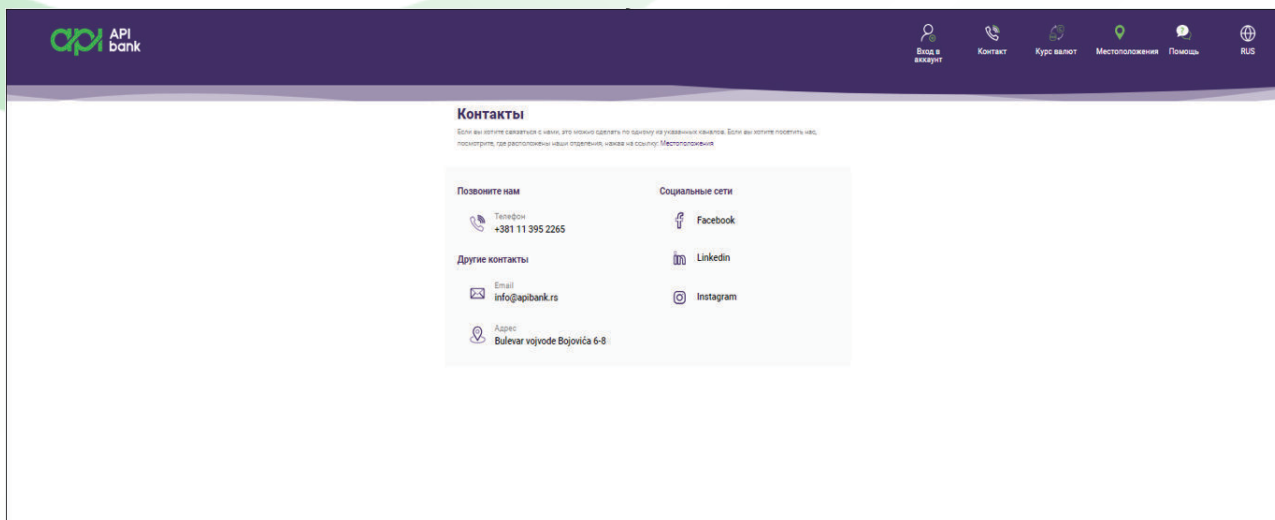 api API
bank
Вход в
аккаунт
Контакт
Курс валют
Местоположения
Помощь
RUS
Контакты
Если вы хотите связаться с нами, это можно сделать по одному из указанных каналов. Если вы хотите посетить нас,
посмотрите, где расположены наши отделения, нажав на ссылку: Местоположения
Позвоните нам
Телефон
+381 11 395 2265
Другие контакты
Email
info@apibank.rs
Адрес
Bulevar vojvode Bojovića 6-8
Социальные сети
Facebook
Linkedin
Instagram